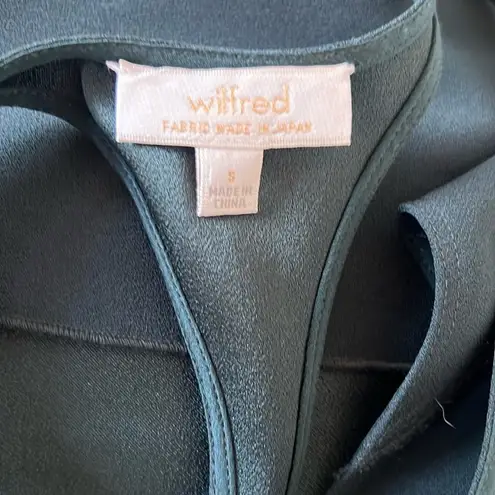 wilfred
FABRIC MADE IN JAPAN
S
MADE IN
CHINA